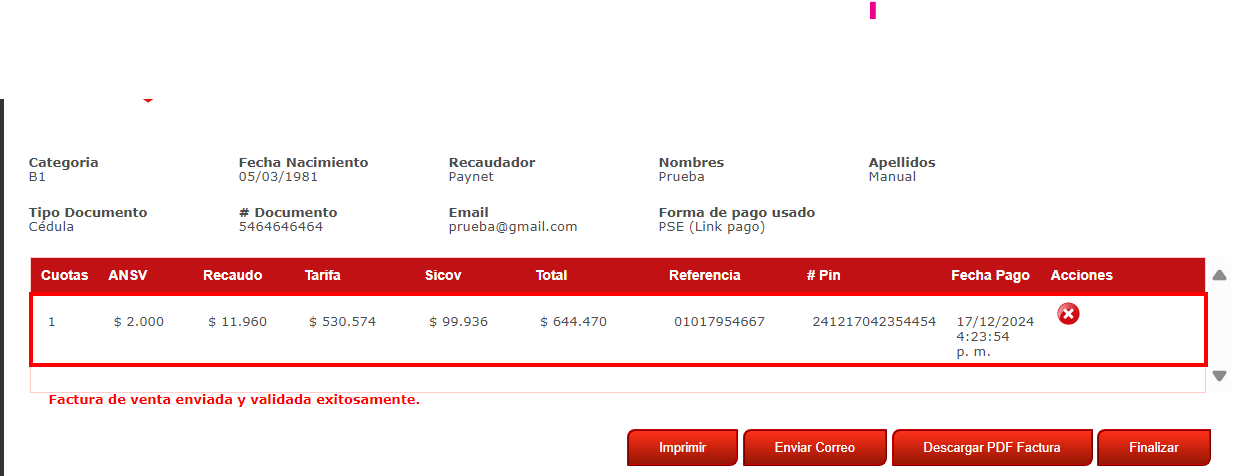 Categoria Fecha Nacimiento Recaudador Nombres Apellidos
B1 05/03/1981 Paynet Prueba Manual
Tipo Documento # Documento Email Forma de pago usado
Cédula 5464646464 prueba@gmail.com PSE (Link pago)
Cuotas ANSV Recaudo Tarifa Sicov Total Referencia # Pin Fecha Pago Acciones
1 $ 2.000 $ 11.960 $ 530.574 $ 99.936 $ 644.470 01017954667 241217042354454 17/12/2024
4:23:54
p. m.
Factura de venta enviada y validada exitosamente.
Imprimir Enviar Correo Descargar PDF Factura Finalizar